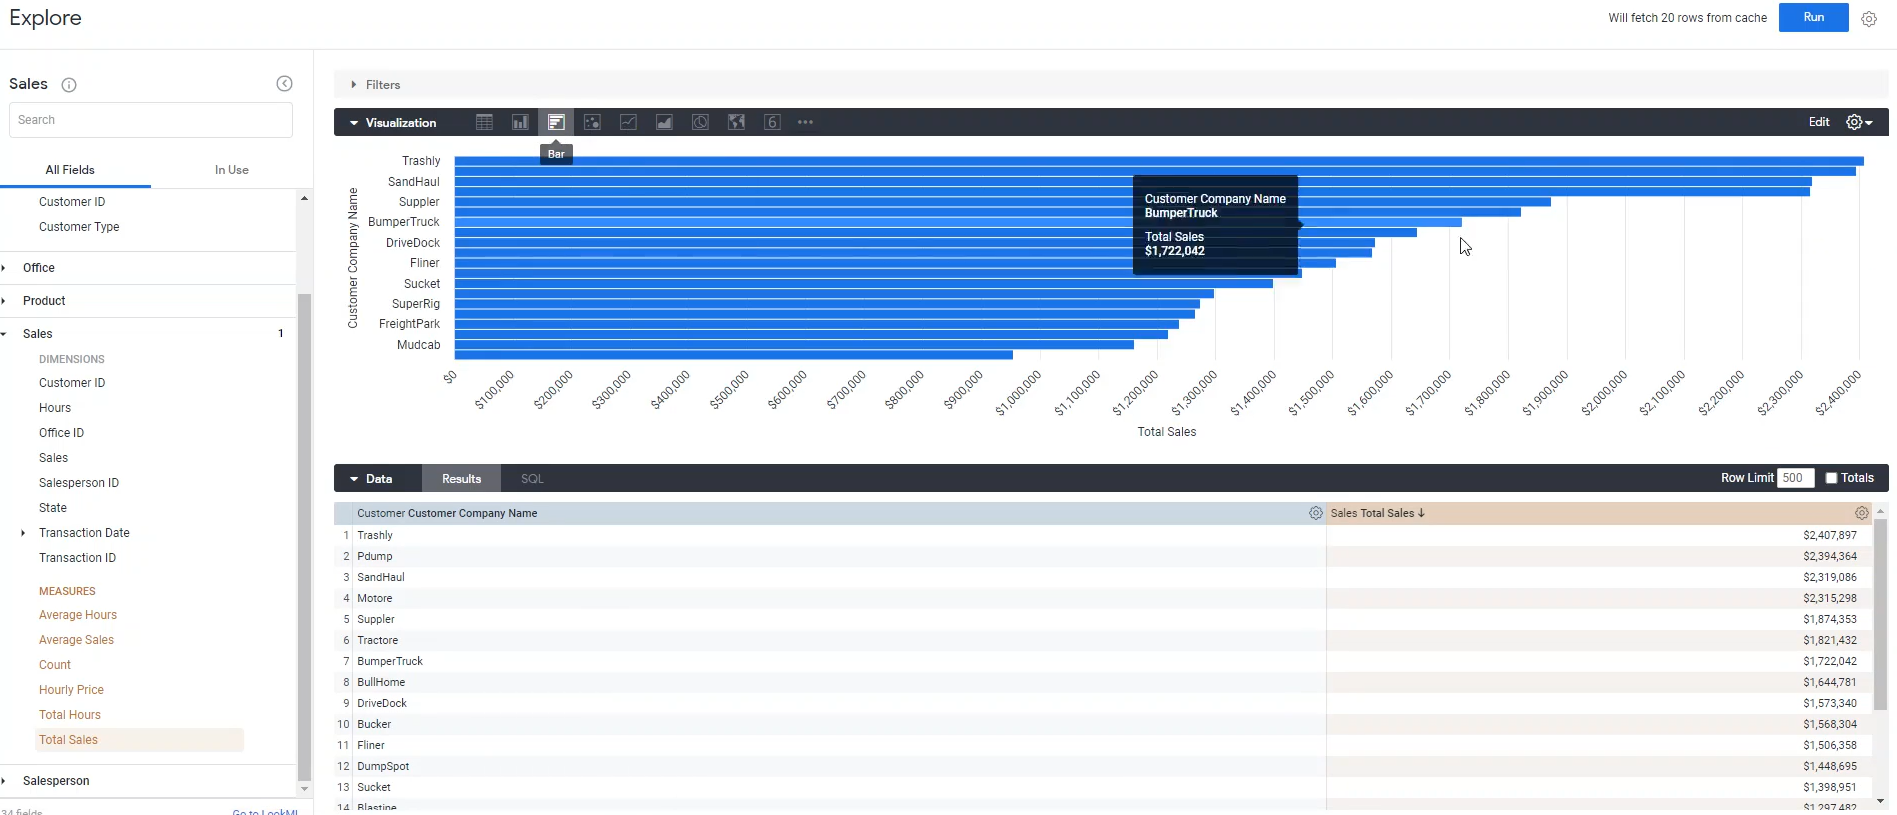 Explore
Will fetch 20 rows from cache
Run
Sales
Search
All Fields
In Use
Customer ID
Customer Type
Office
Product
Sales
1
DIMENSIONS
Customer ID
Hours
Office ID
Sales
Salesperson ID
State
Transaction Date
Transaction ID
MEASURES
Average Hours
Average Sales
Count
Hourly Price
Total Hours
Total Sales
Salesperson
34 fields
Go to LookML
Filters
Visualization
6
Edit
Bar
Customer Company Name
Trashly
SandHaul
Suppler
BumperTruck
DriveDock
Fliner
Sucket
SuperRig
FreightPark
Mudcab
Customer Company Name
BumperTruck
Total Sales
$1,722,042
$0
$100,000
$200,000
$300,000
$400,000
$500,000
$600,000
$700,000
$800,000
$900,000
$1,000,000
$1,100,000
$1,200,000
$1,300,000
$1,400,000
$1,500,000
$1,600,000
$1,700,000
$1,800,000
$1,900,000
$2,000,000
$2,100,000
$2,200,000
$2,300,000
$2,400,000
Total Sales
Data
Results
SQL
Row Limit 500
Totals
Customer Customer Company Name
Sales Total Sales ↓
1 Trashly $2,407,897
2 Pdump $2,394,364
3 SandHaul $2,319,086
4 Motore $2,315,298
5 Suppler $1,874,353
6 Tractore $1,821,432
7 BumperTruck $1,722,042
8 BullHome $1,644,781
9 DriveDock $1,573,340
10 Bucker $1,568,304
11 Fliner $1,506,358
12 DumpSpot $1,448,695
13 Sucket $1,398,951
14 Blastine $1,297,482